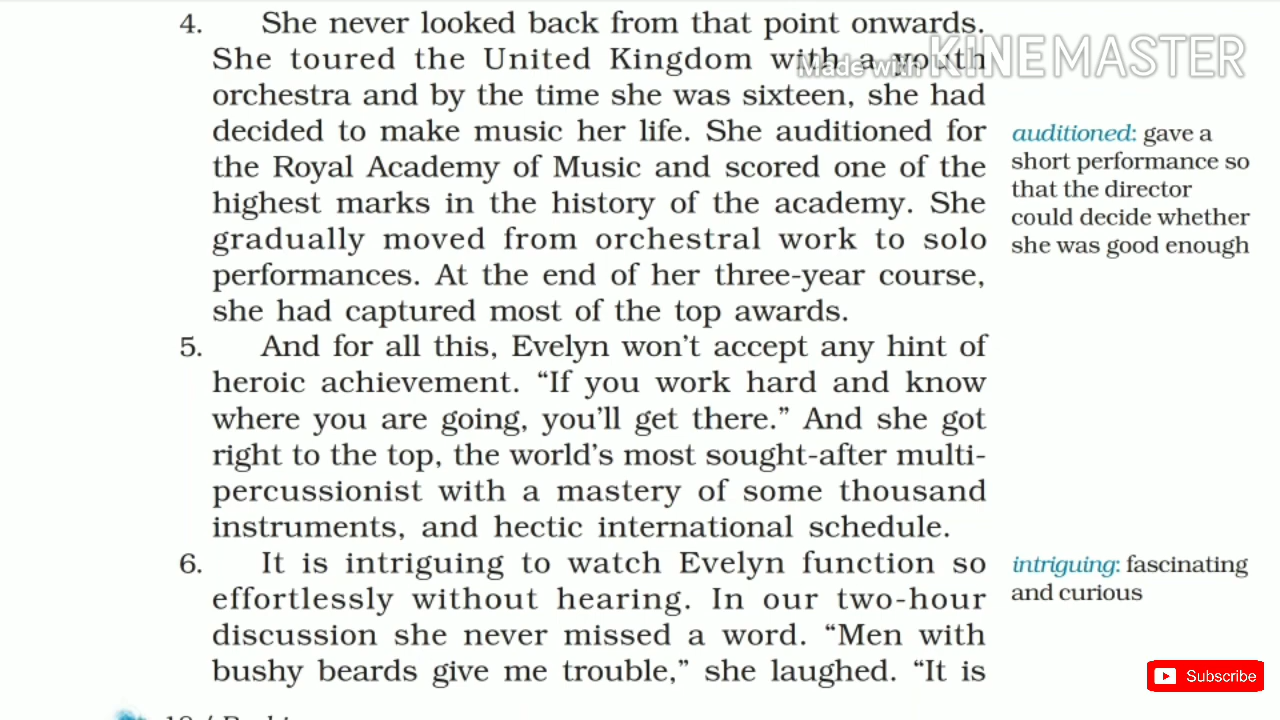 4. She never looked back from that point onwards.
She toured the United Kingdom with a youth
Made with KINEMASTER
orchestra and by the time she was sixteen, she had
decided to make music her life. She auditioned for
the Royal Academy of Music and scored one of the
highest marks in the history of the academy. She
gradually moved from orchestral work to solo
performances. At the end of her three-year course,
she had captured most of the top awards.
auditioned: gave a
short performance so
that the director
could decide whether
she was good enough
5. And for all this, Evelyn won't accept any hint of
heroic achievement. “If you work hard and know
where you are going, you'll get there.” And she got
right to the top, the world's most sought-after multi-
percussionist with a mastery of some thousand
instruments, and hectic international schedule.
6. It is intriguing to watch Evelyn function so
effortlessly without hearing. In our two-hour
discussion she never missed a word. “Men with
bushy beards give me trouble,” she laughed. “It is
intriguing: fascinating
and curious
Subscribe